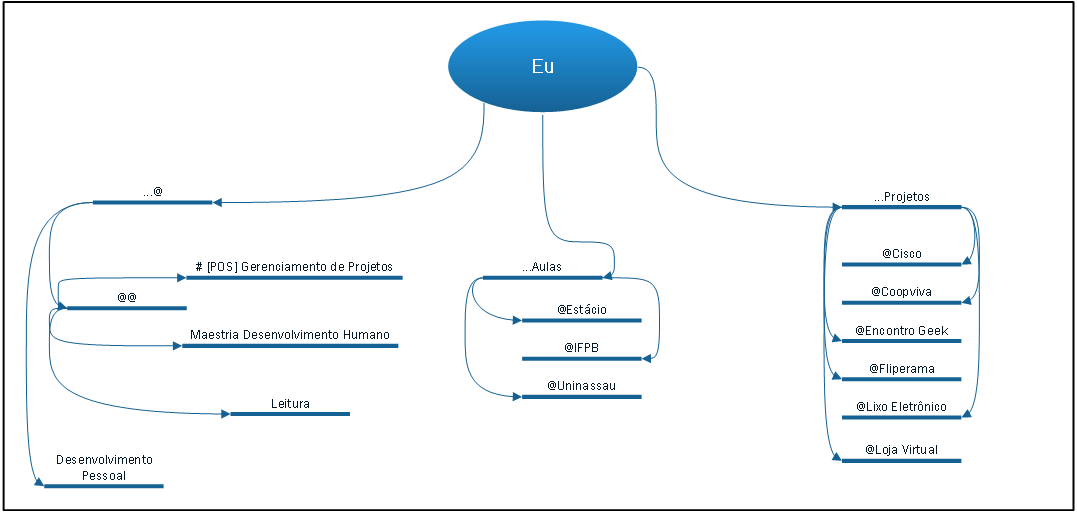 Eu
...@
# [POS] Gerenciamento de Projetos
@@
Maestria Desenvolvimento Humano
Leitura
Desenvolvimento
Pessoal
...Aulas
@Estácio
@IFPB
@Uninassau
...Projetos
@Cisco
@Coopviva
@Encontro Geek
@Fliperama
@Lixo Eletrônico
@Loja Virtual